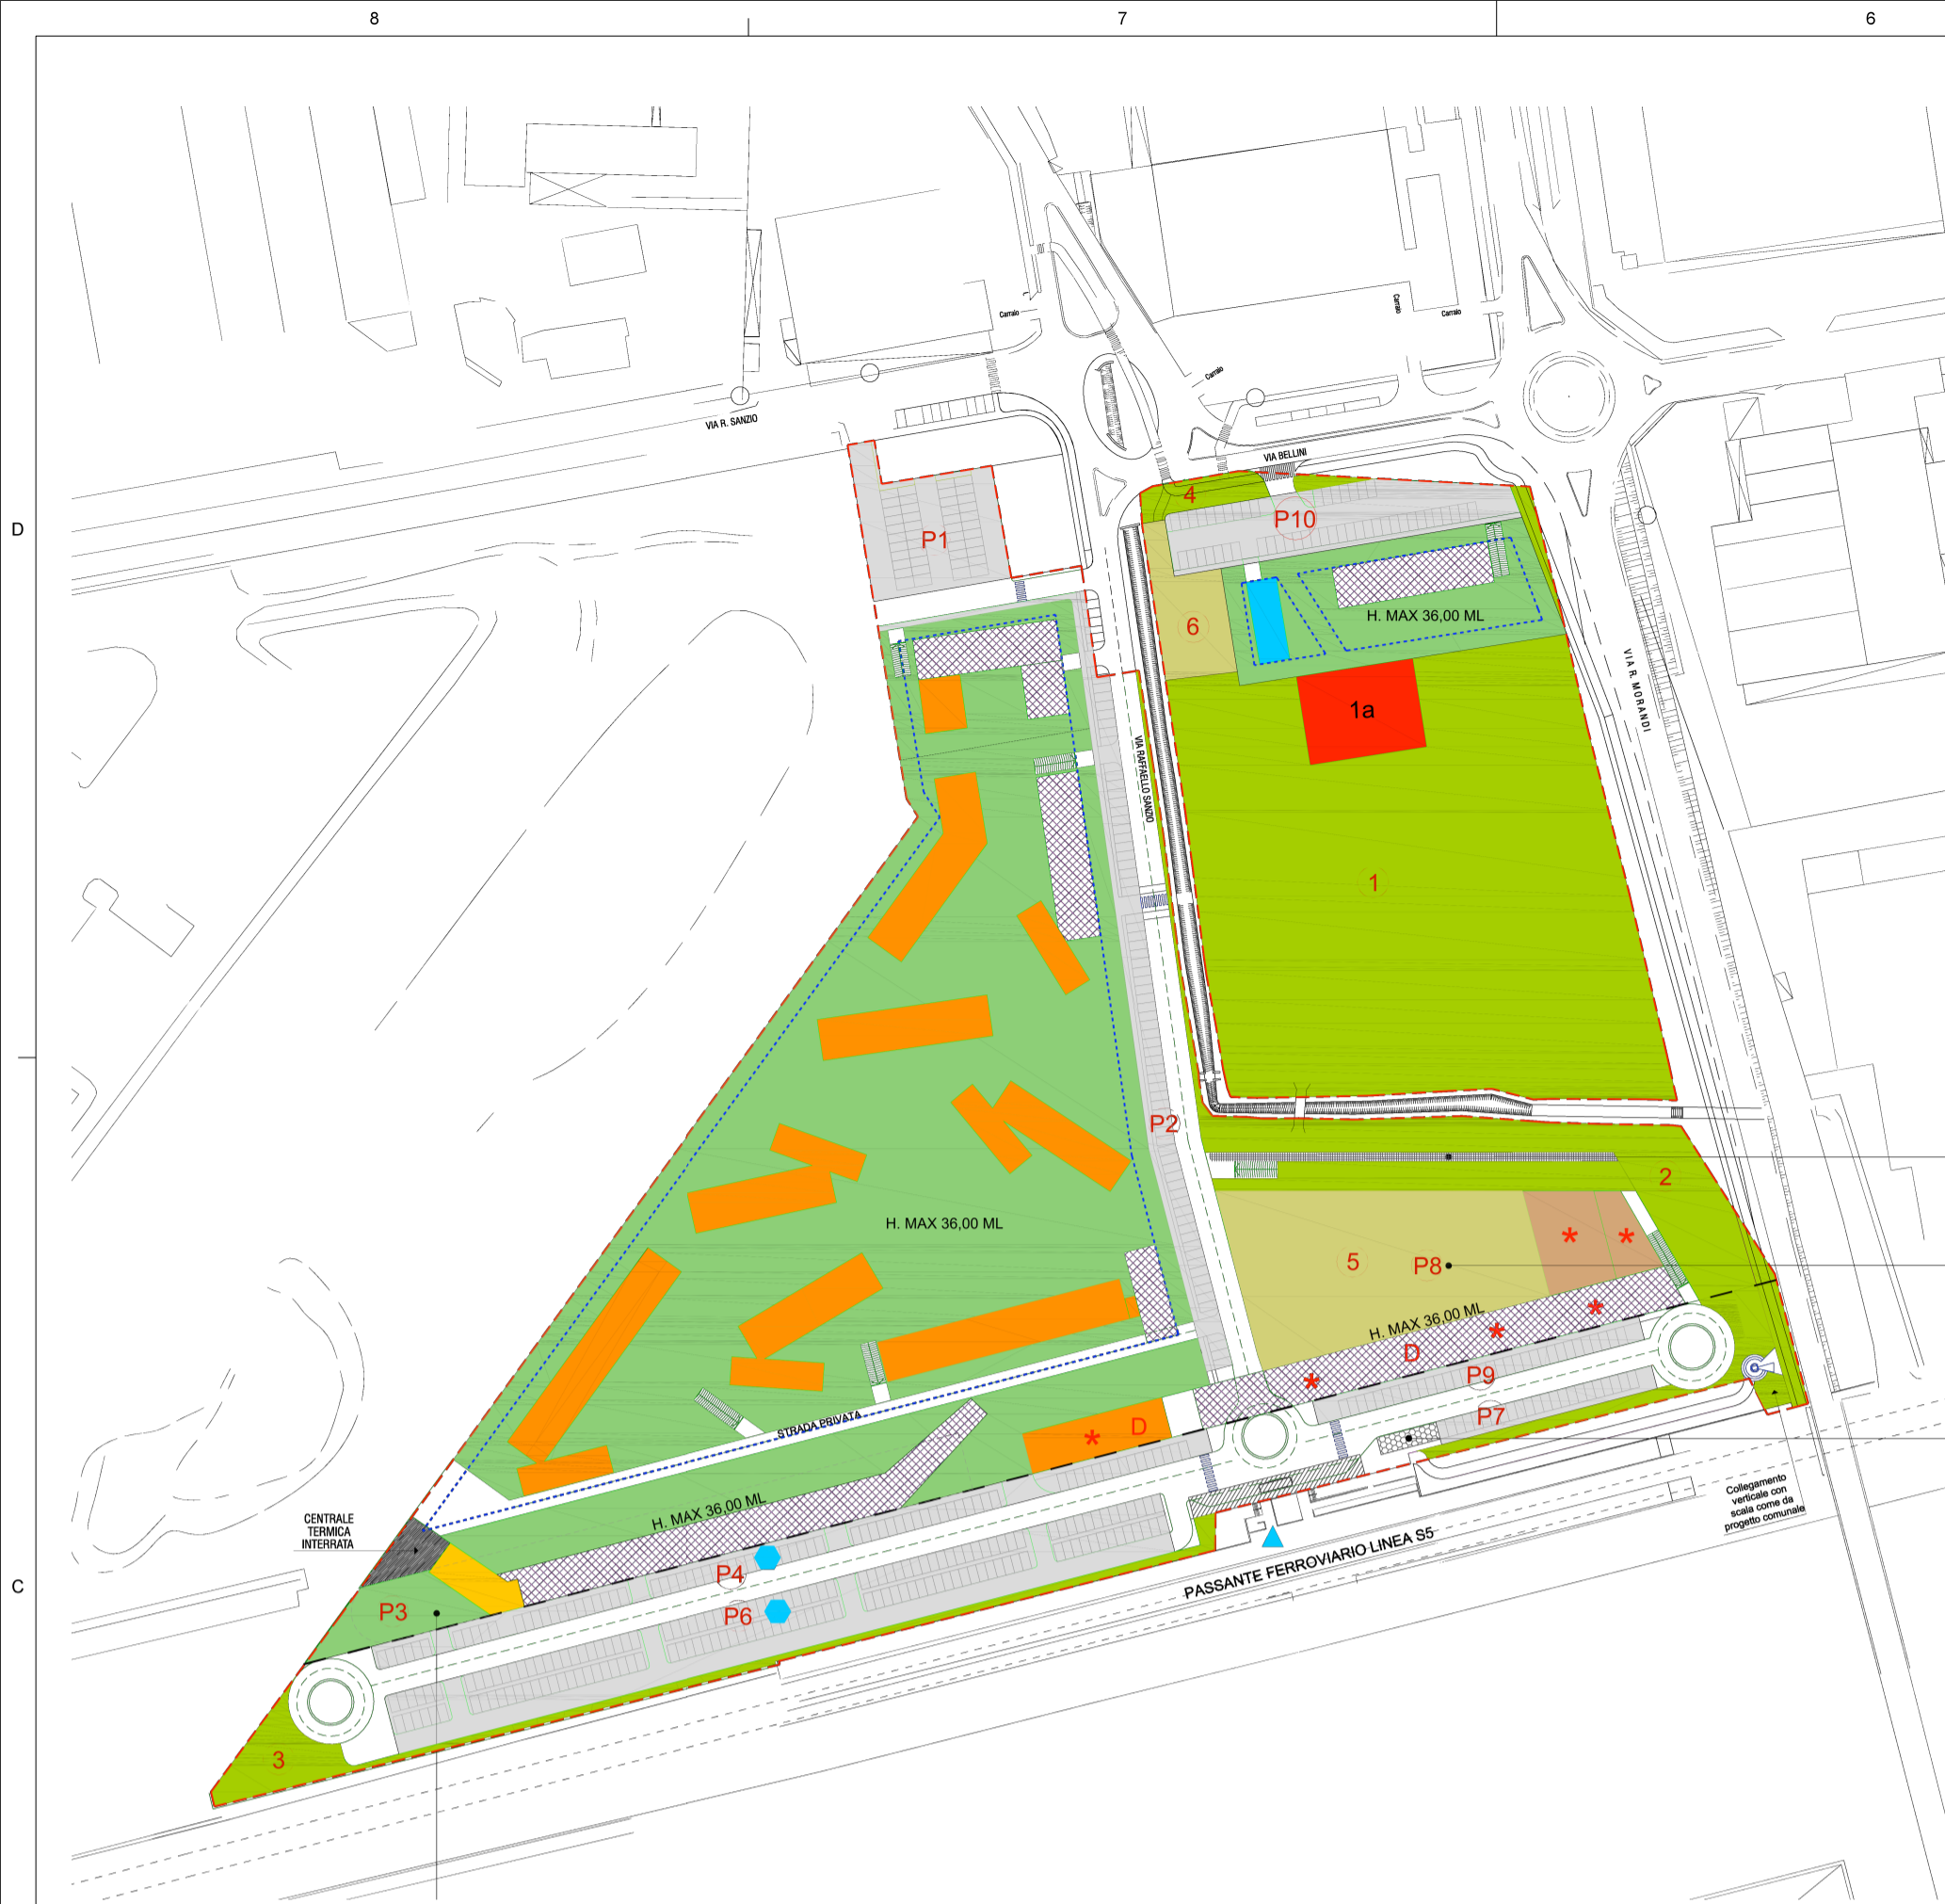 8
7
6
D
C
Carraio
Carraio
Carraio
Carraio
VIA R. SANZIO
VIA BELLINI
4
P10
P1
6
H. MAX 36,00 ML
1a
VIA R. MORANDI
VIA RAFFAELLO SANZIO
1
P2
2
H. MAX 36,00 ML
5
P8
*
*
H. MAX 36,00 ML
*
*
D
*
P9
P7
STRADA PRIVATA
*
D
H. MAX 36,00 ML
CENTRALE
TERMICA
INTERRATA
P4
P3
P6
3
PASSANTE FERROVIARIO LINEA S5
Collegamento
verticale con
scala come da
progetto comunale